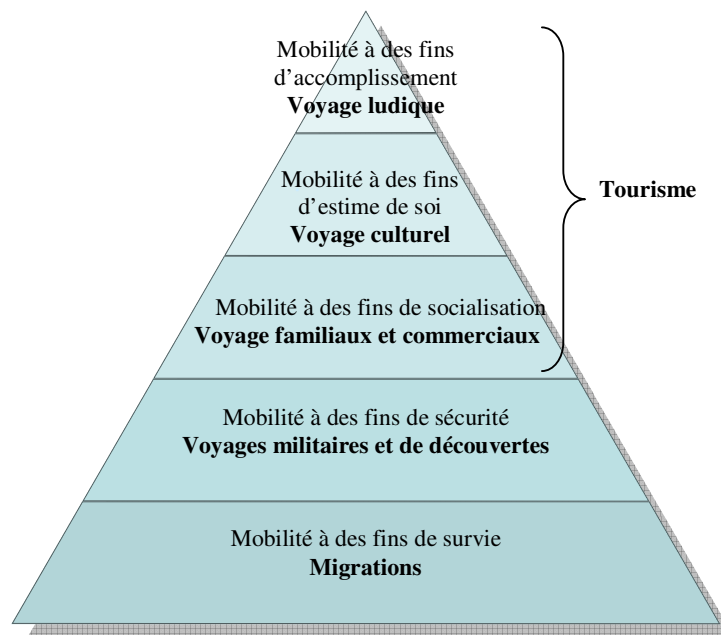 Mobilité à des fins
d'accomplissement
Voyage ludique
Mobilité à des fins
d'estime de soi
Voyage culturel
Tourisme
Mobilité à des fins de socialisation
Voyage familiaux et commerciaux
Mobilité à des fins de sécurité
Voyages militaires et de découvertes
Mobilité à des fins de survie
Migrations